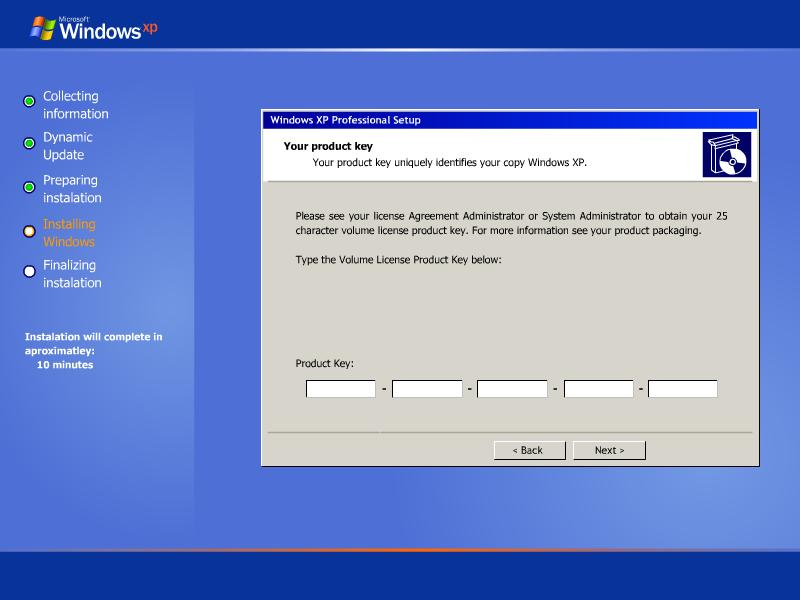 Microsoft
Windows xp
Collecting
information
Dynamic
Update
Preparing
instalation
Installing
Windows
Finalizing
instalation
Instalation will complete in
aproximatley:
10 minutes
Windows XP Professional Setup
Your product key
Your product key uniquely identifies your copy Windows XP.
Please see your license Agreement Administrator or System Administrator to obtain your 25
character volume license product key. For more information see your product packaging.
Type the Volume License Product Key below:
Product Key:
- - - -
< Back Next >